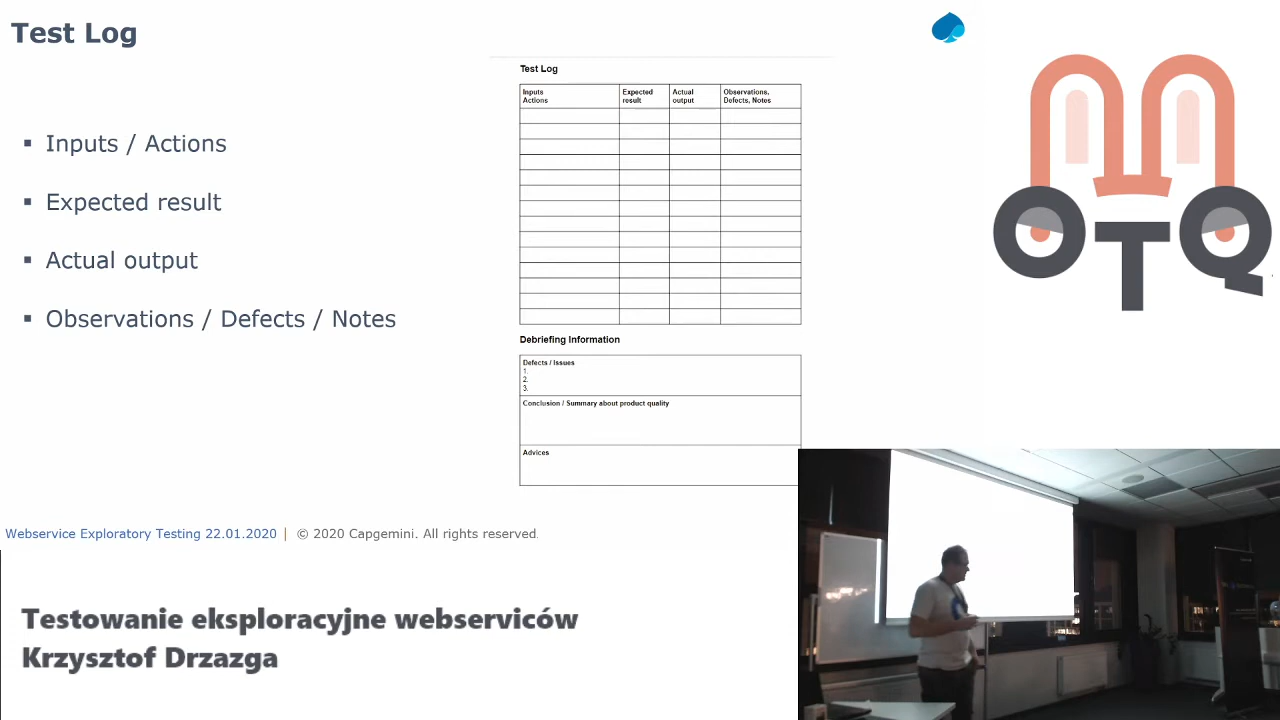 Test Log
Inputs / Actions
Expected result
Actual output
Observations / Defects / Notes
Test Log
Inputs
Actions
Expected
result
Actual
output
Observations,
Defects, Notes
Debriefing Information
Defects / Issues
1.
2.
3.
Conclusion / Summary about product quality
Advices
OTQ
Webservice Exploratory Testing 22.01.2020 | © 2020 Capgemini. All rights reserved.
Testowanie eksploracyjne webserviców
Krzysztof Drzazga